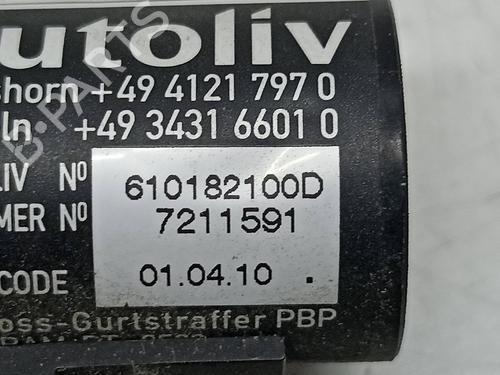 utoliv
shorn +49 4121 797 0
ln +49 3431 6601 0
LIV Nº 610182100D
MER Nº 7211591
CODE 01.04.10 .
oss-Gurtstraffer PBP
B-PARTS